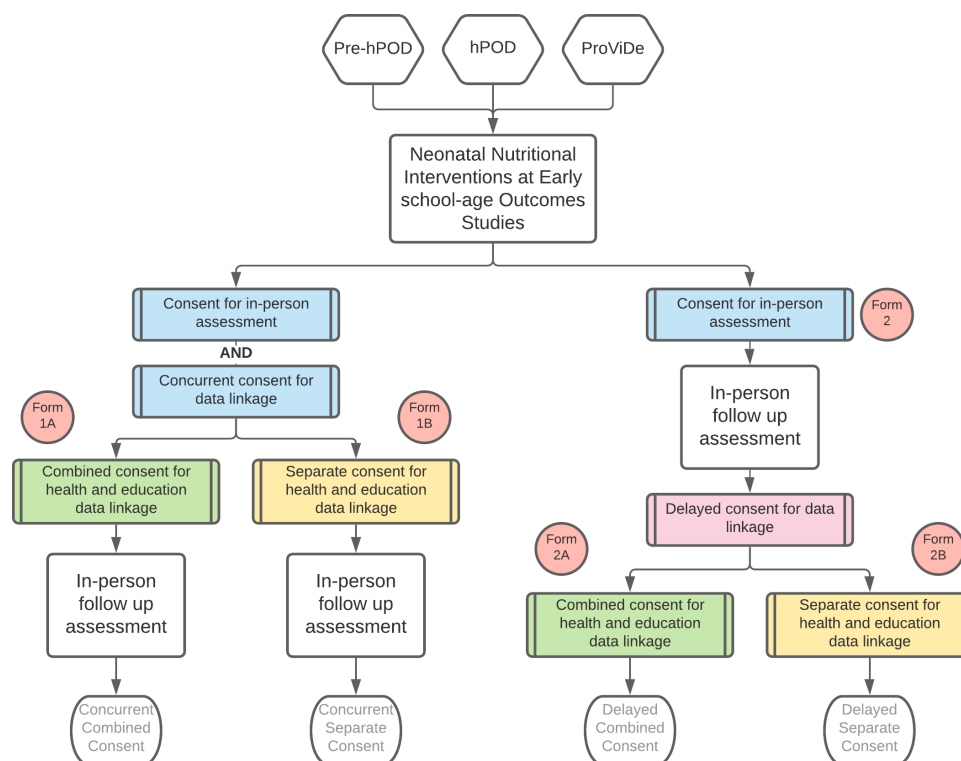 Pre-hPOD
hPOD
ProViDe
Neonatal Nutritional
Interventions at Early
school-age Outcomes
Studies
Consent for in-person
assessment
AND
Concurrent consent for
data linkage
Form
1A
Form
1B
Combined consent for
health and education
data linkage
Separate consent for
health and education
data linkage
In-person
follow up
assessment
In-person
follow up
assessment
Concurrent
Combined
Consent
Concurrent
Separate
Consent
Consent for in-person
assessment
Form
2
In-person
follow up
assessment
Delayed consent for data
linkage
Form
2A
Form
2B
Combined consent for
health and education
data linkage
Separate consent for
health and education
data linkage
Delayed
Combined
Consent
Delayed
Separate
Consent